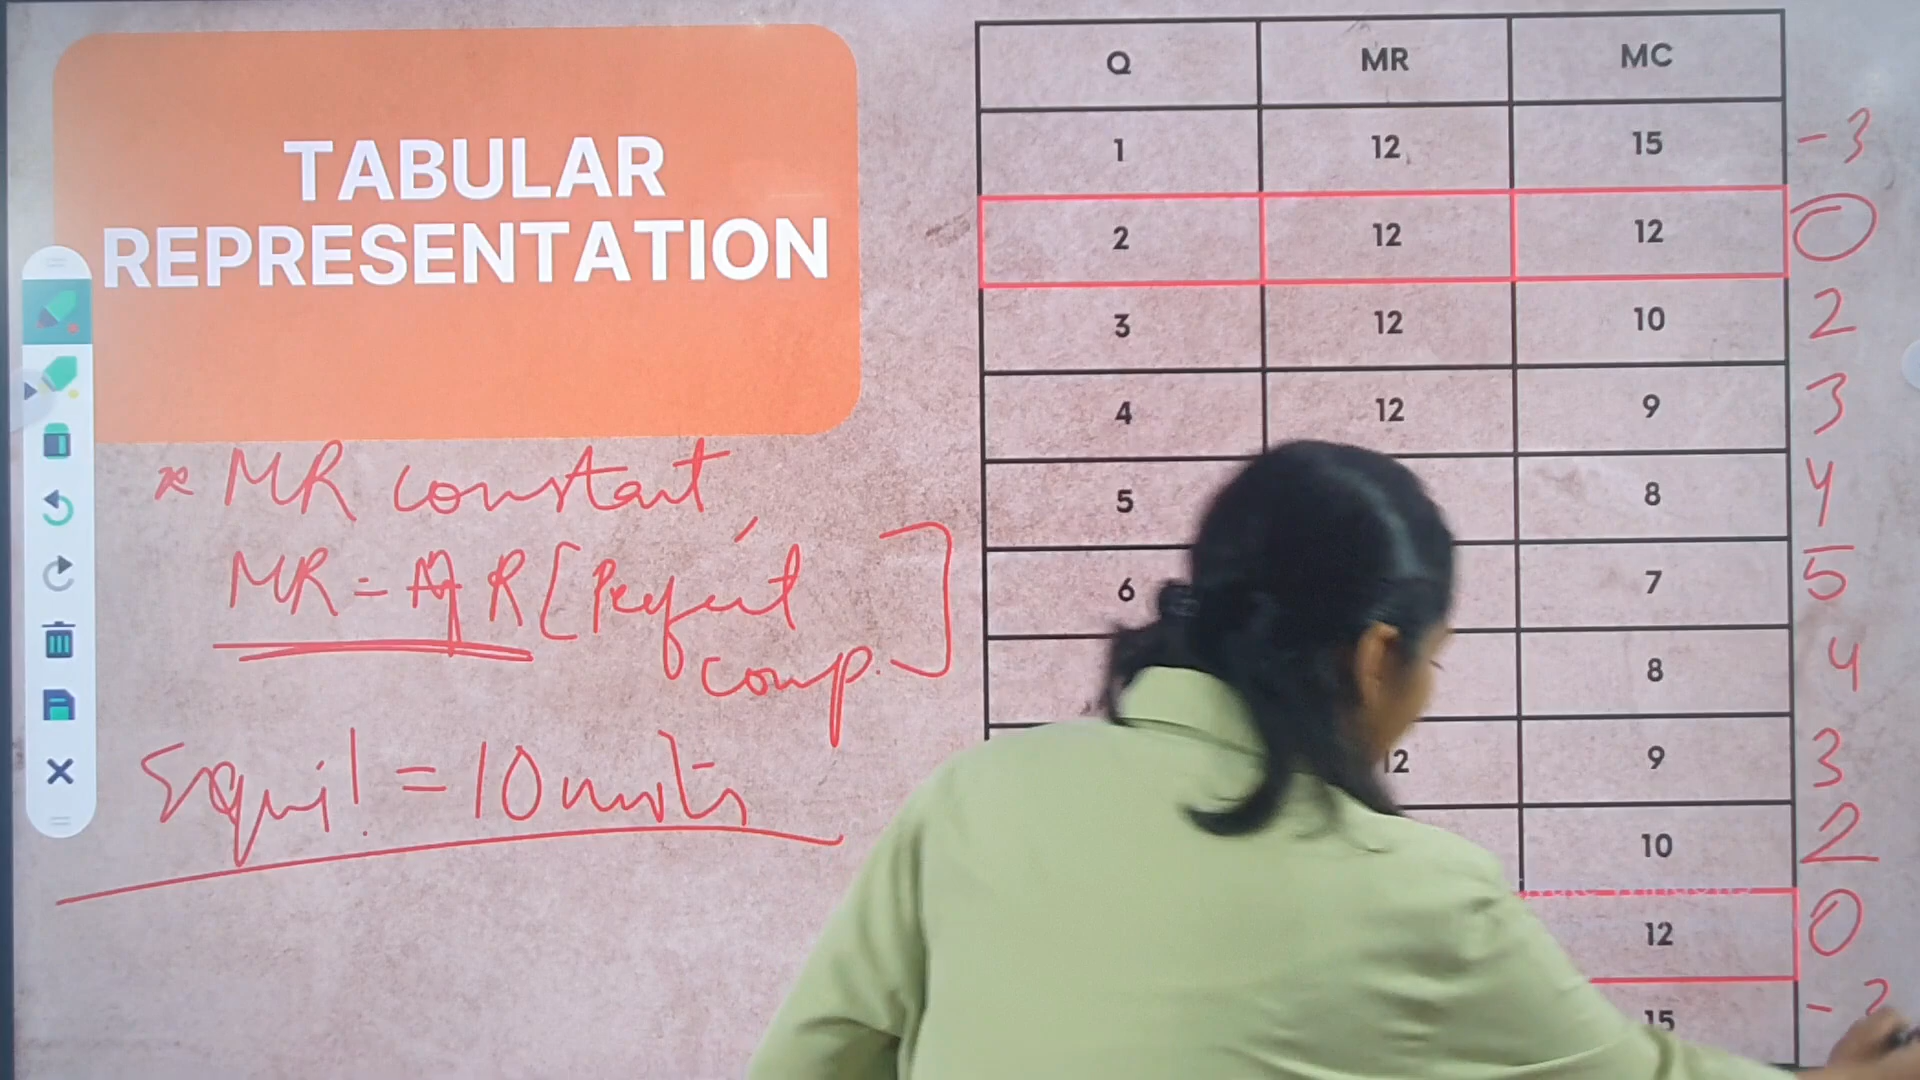 TABULAR
REPRESENTATION
Q MR MC
1 12 15 -3
2 12 12 0
3 12 10 2
4 12 9 3
5 8 4
6 7 5
8 4
12 9 3
10 2
12 0
15 -
* MR constant,
MR = AR [Perfect
comp.]
Equi! = 10 units